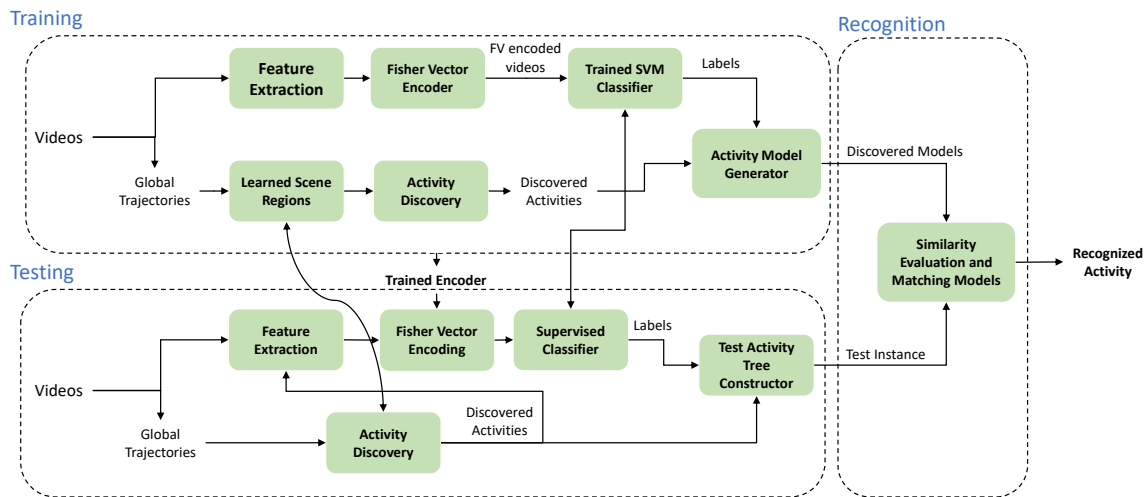 Training
Recognition
Feature
Extraction
Fisher Vector
Encoder
FV encoded
videos
Trained SVM
Classifier
Labels
Videos
Global
Trajectories
Learned Scene
Regions
Activity
Discovery
Discovered
Activities
Activity Model
Generator
Discovered Models
Similarity
Evaluation and
Matching Models
Recognized
Activity
Testing
Trained Encoder
Feature
Extraction
Fisher Vector
Encoding
Supervised
Classifier
Labels
Test Activity
Tree
Constructor
Test Instance
Videos
Global
Trajectories
Activity
Discovery
Discovered
Activities